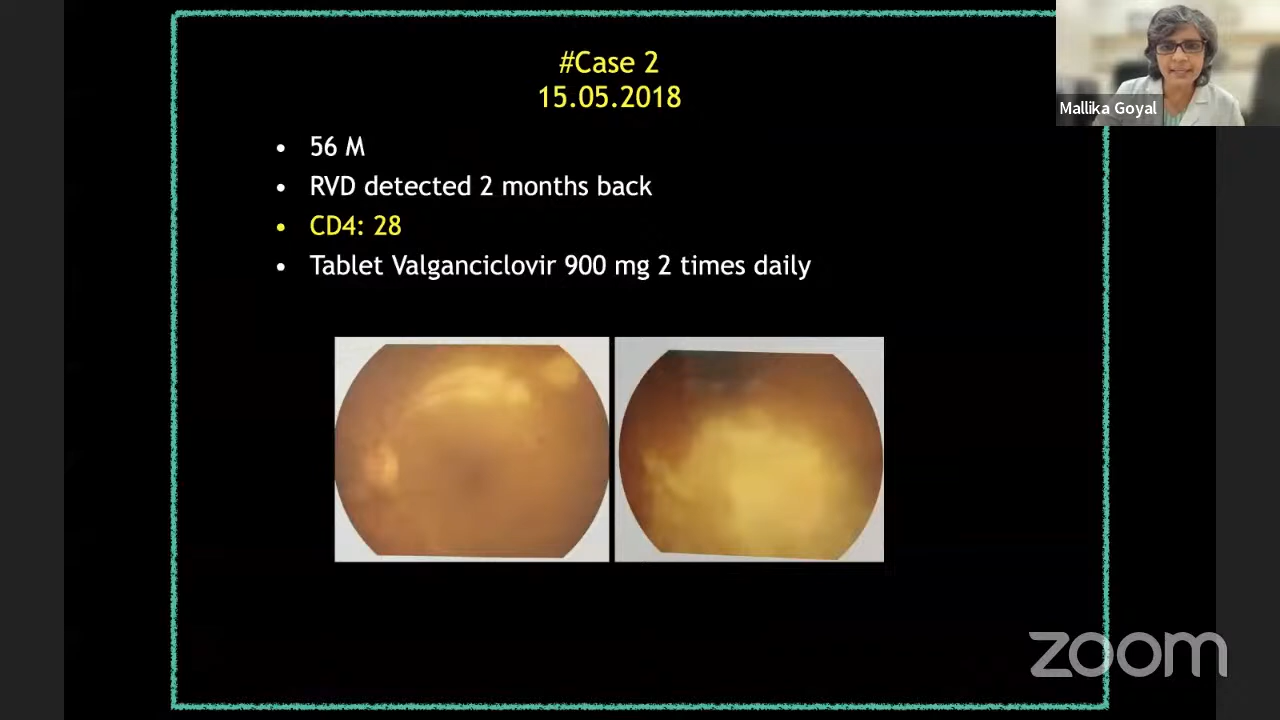 #Case 2
15.05.2018
Mallika Goyal
• 56 M
• RVD detected 2 months back
• CD4: 28
• Tablet Valganciclovir 900 mg 2 times daily
zoom